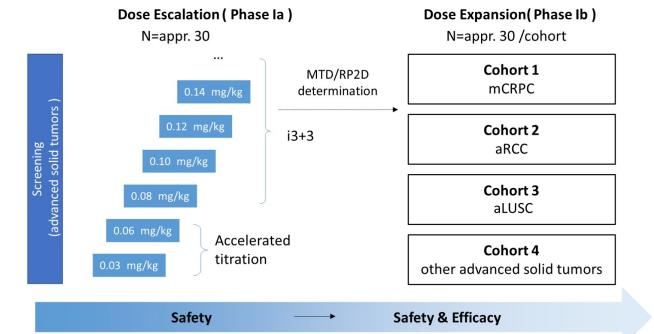 Dose Escalation ( Phase Ia )
N=appr. 30
Dose Expansion( Phase Ib )
N=appr. 30 /cohort
Screening
(advanced solid tumors )
...
0.14 mg/kg
0.12 mg/kg
0.10 mg/kg
0.08 mg/kg
0.06 mg/kg
0.03 mg/kg
i3+3
Accelerated
titration
MTD/RP2D
determination
Cohort 1
mCRPC
Cohort 2
aRCC
Cohort 3
aLUSC
Cohort 4
other advanced solid tumors
Safety
Safety & Efficacy